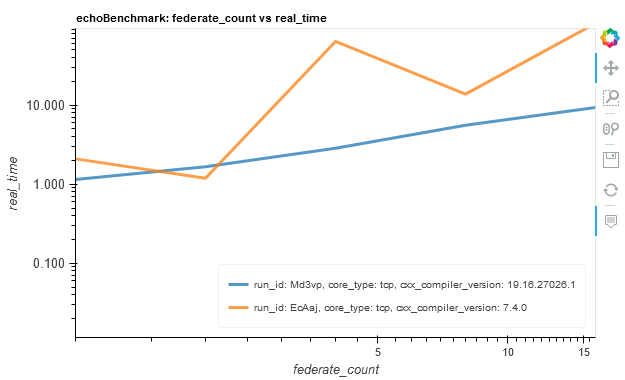 echoBenchmark: federate_count vs real_time
real_time
10.000
1.000
0.100
run_id: Md3vp, core_type: tcp, cxx_compiler_version: 19.16.27026.1
run_id: EcAaj, core_type: tcp, cxx_compiler_version: 7.4.0
5
10
15
federate_count